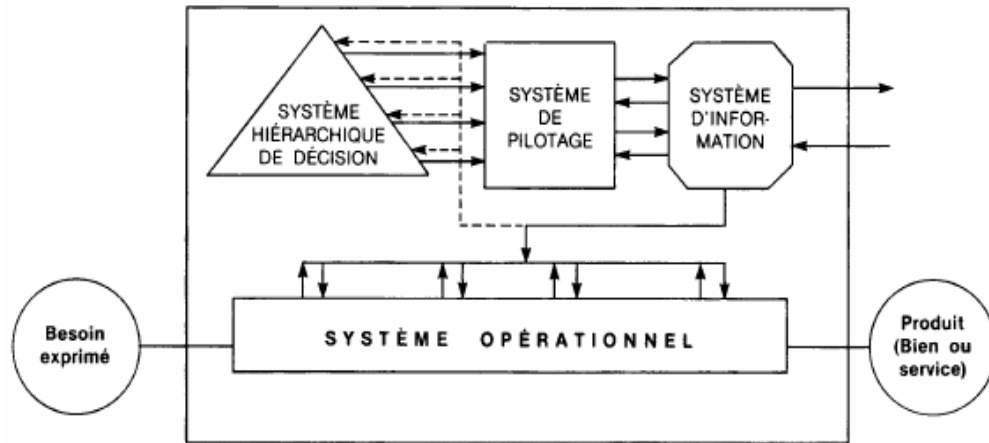 SYSTÈME
HIÉRARCHIQUE
DE DÉCISION
SYSTÈME
DE
PILOTAGE
SYSTÈME
D'INFOR-
MATION
Besoin
exprimé
SYSTÈME OPÉRATIONNEL
Produit
(Bien ou
service)